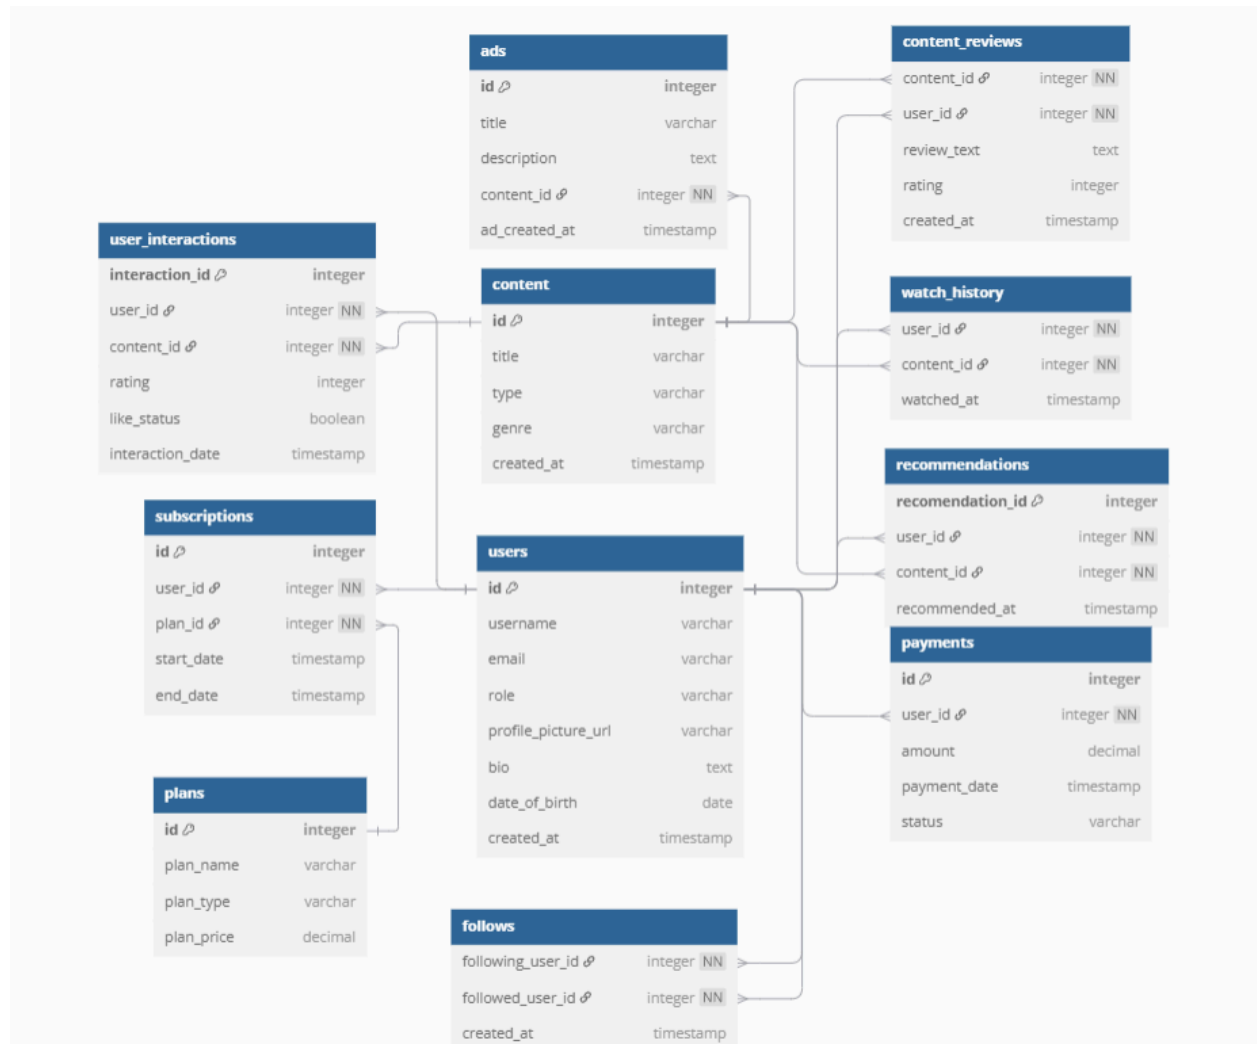 ads
id integer
title varchar
description text
content_id integer NN
ad_created_at timestamp
content_reviews
content_id integer NN
user_id integer NN
review_text text
rating integer
created_at timestamp
user_interactions
interaction_id integer
user_id integer NN
content_id integer NN
rating integer
like_status boolean
interaction_date timestamp
content
id integer
title varchar
type varchar
genre varchar
created_at timestamp
watch_history
user_id integer NN
content_id integer NN
watched_at timestamp
recommendations
recomendation_id integer
user_id integer NN
content_id integer NN
recommended_at timestamp
subscriptions
id integer
user_id integer NN
plan_id integer NN
start_date timestamp
end_date timestamp
users
id integer
username varchar
email varchar
role varchar
profile_picture_url varchar
bio text
date_of_birth date
created_at timestamp
payments
id integer
user_id integer NN
amount decimal
payment_date timestamp
status varchar
plans
id integer
plan_name varchar
plan_type varchar
plan_price decimal
follows
following_user_id integer NN
followed_user_id integer NN
created_at timestamp